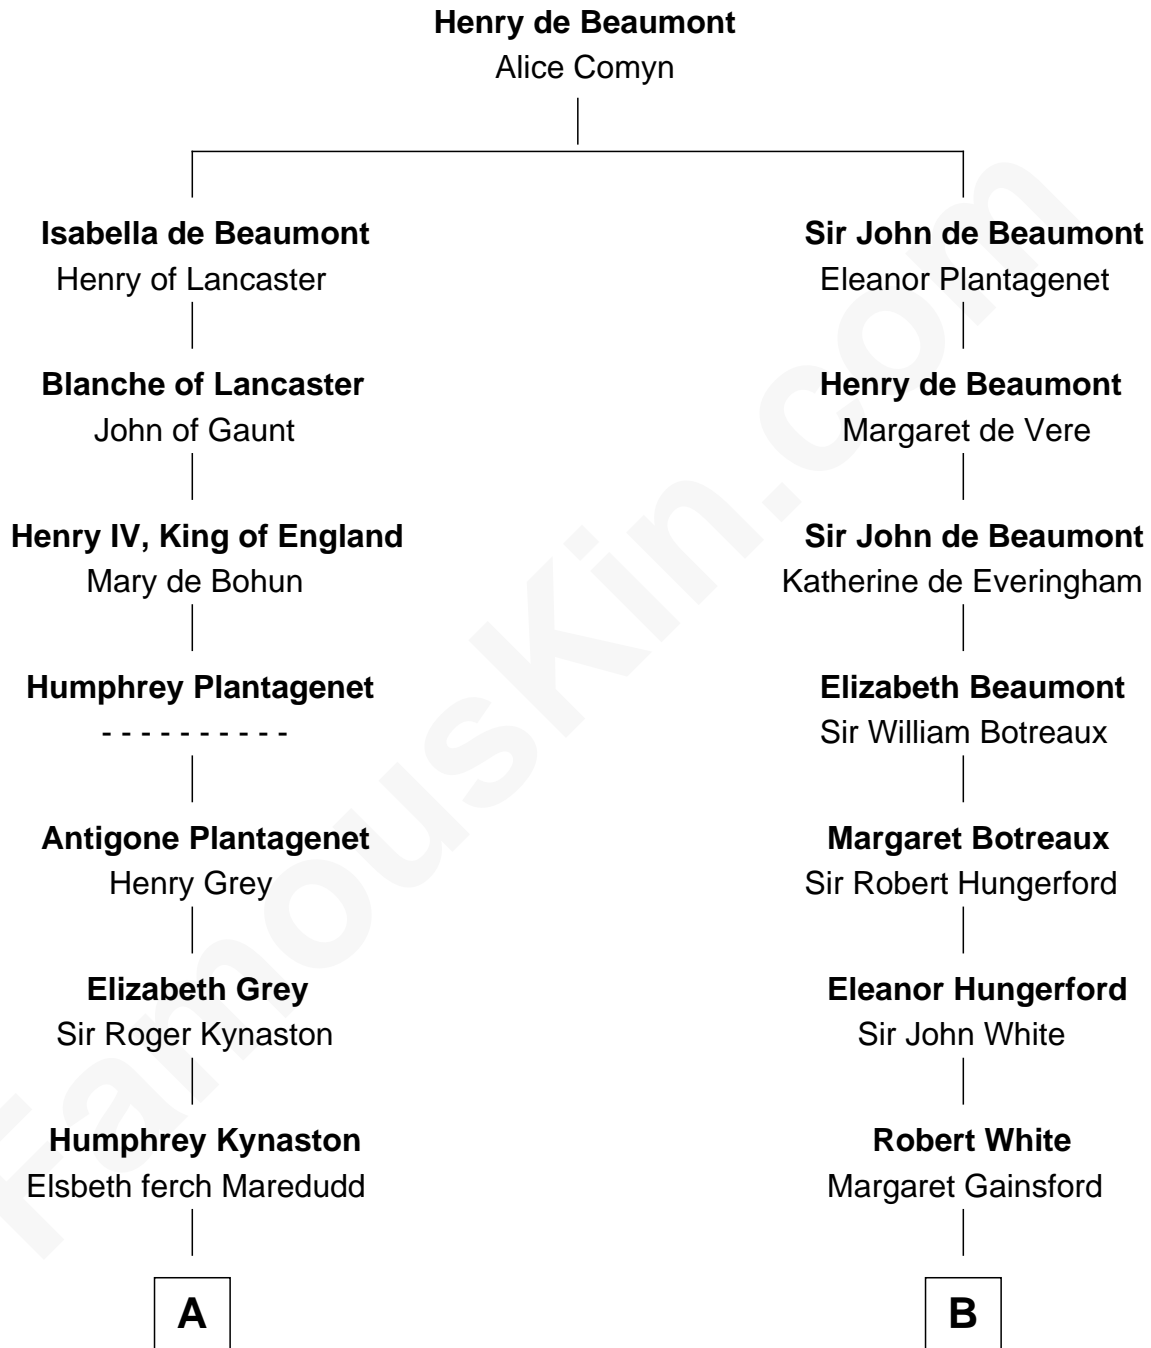 Henry de Beaumont
Alice Comyn
Isabella de Beaumont
Henry of Lancaster
Sir John de Beaumont
Eleanor Plantagenet
Blanche of Lancaster
John of Gaunt
Henry de Beaumont
Margaret de Vere
Henry IV, King of England
Mary de Bohun
Sir John de Beaumont
Katherine de Everingham
Humphrey Plantagenet
- - - - - - - - - -
Elizabeth Beaumont
Sir William Botreaux
Antigone Plantagenet
Henry Grey
Margaret Botreaux
Sir Robert Hungerford
Elizabeth Grey
Sir Roger Kynaston
Eleanor Hungerford
Sir John White
Humphrey Kynaston
Elsbeth ferch Maredudd
Robert White
Margaret Gainsford
A
B
FamousKin.com